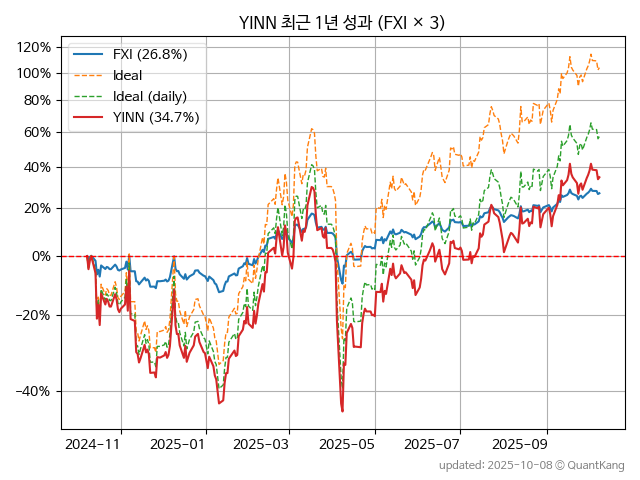 YINN 최근 1년 성과 (FXI × 3)
120%
100%
80%
60%
40%
20%
0%
−20%
−40%
FXI (26.8%)
Ideal
Ideal (daily)
YINN (34.7%)
2024-11
2025-01
2025-03
2025-05
2025-07
2025-09
updated: 2025-10-08 © QuantKang